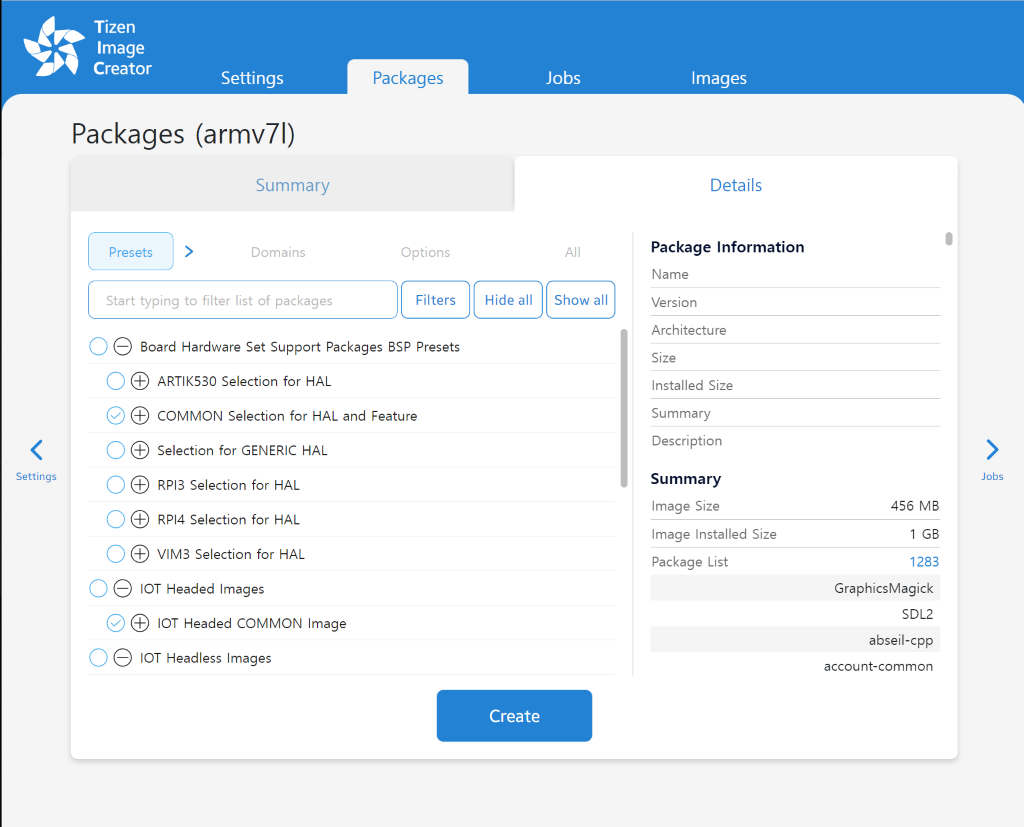 Tizen
Image
Creator
Settings Packages Jobs Images
Packages (armv7l)
Summary Details
Presets Domains Options All
Start typing to filter list of packages Filters Hide all Show all
Board Hardware Set Support Packages BSP Presets
ARTIK530 Selection for HAL
COMMON Selection for HAL and Feature
Selection for GENERIC HAL
RPI3 Selection for HAL
RPI4 Selection for HAL
VIM3 Selection for HAL
IOT Headed Images
IOT Headed COMMON Image
IOT Headless Images
Package Information
Name
Version
Architecture
Size
Installed Size
Summary
Description
Summary
Image Size 456 MB
Image Installed Size 1 GB
Package List 1283
GraphicsMagick
SDL2
abseil-cpp
account-common
Settings
Jobs
Create